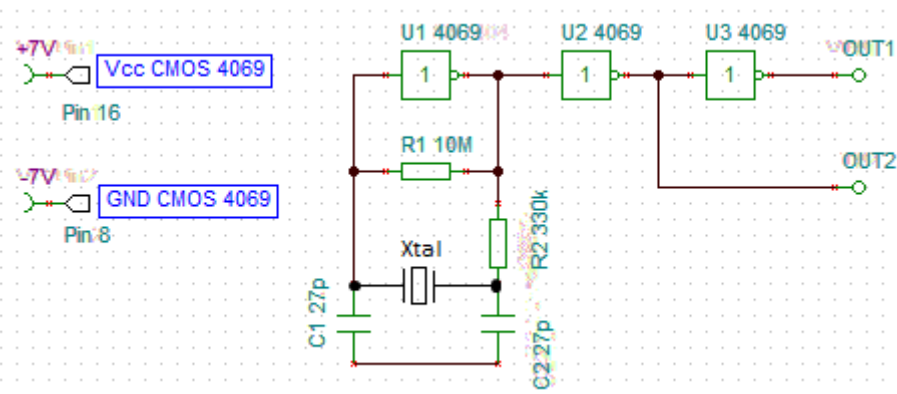 +7V
Vcc CMOS 4069
Pin 16
-7V
GND CMOS 4069
Pin 8
U1 4069
1
U2 4069
1
U3 4069
1
OUT1
OUT2
R1 10M
R2 330k
Xtal
C1 27p
C2 27p